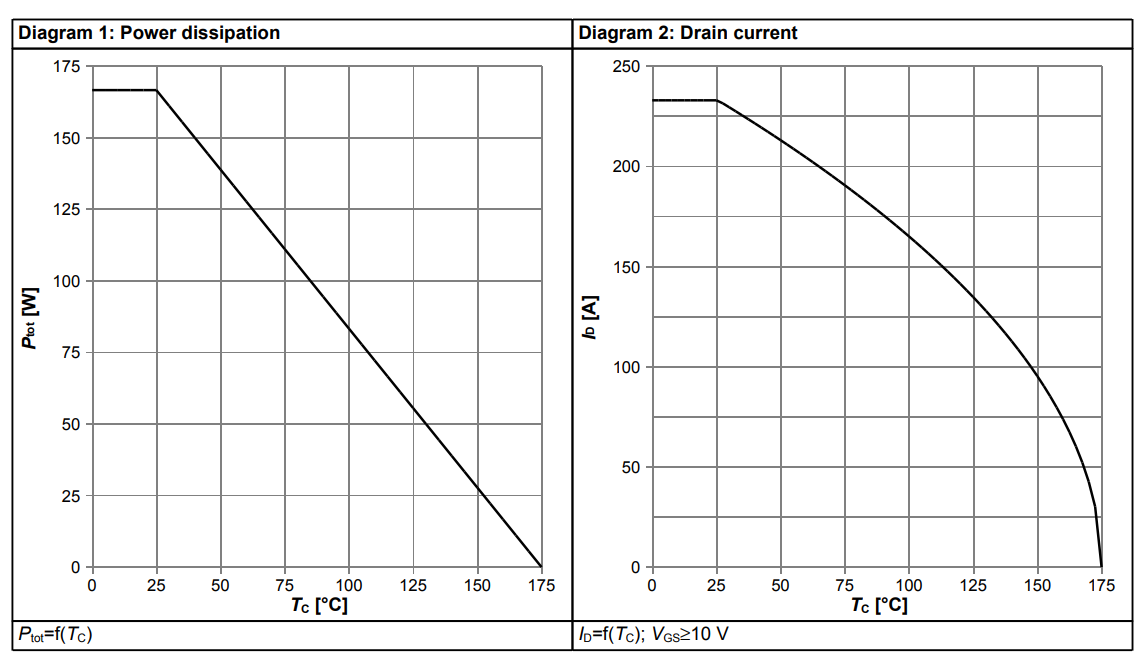 Diagram 1: Power dissipation
175
150
125
100
75
50
25
0
Ptot [W]
0 25 50 75 100 125 150 175
TC [°C]
Ptot=f(TC)
Diagram 2: Drain current
250
200
150
100
50
0
ID [A]
0 25 50 75 100 125 150 175
TC [°C]
ID=f(TC); VGS≥10 V